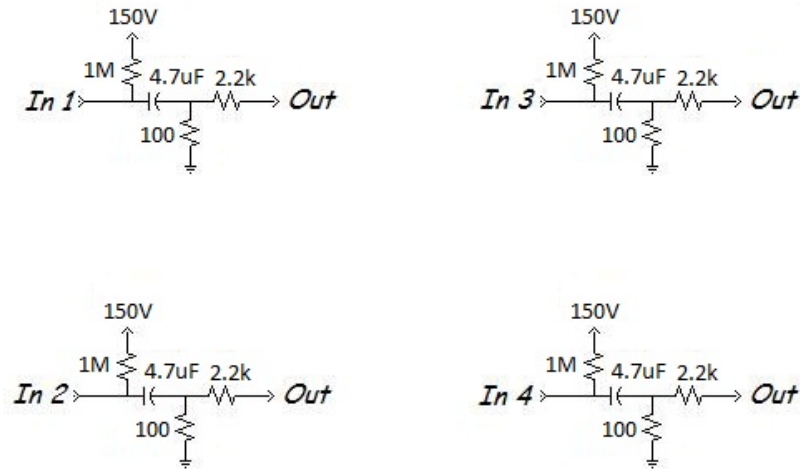 150V
1M
4.7uF
2.2k
In 1
Out
100
150V
1M
4.7uF
2.2k
In 3
Out
100
150V
1M
4.7uF
2.2k
In 2
Out
100
150V
1M
4.7uF
2.2k
In 4
Out
100